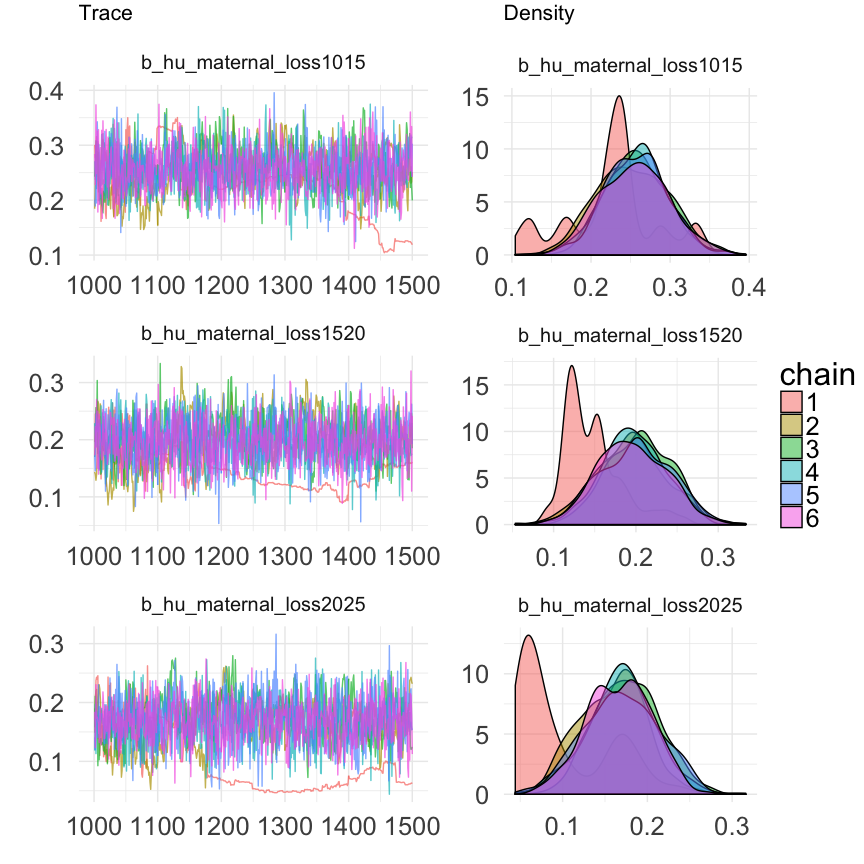 Trace
Density
b_hu_maternal_loss1015
b_hu_maternal_loss1015
0.4
0.3
0.2
0.1
1000 1100 1200 1300 1400 1500
15
10
5
0
0.1 0.2 0.3 0.4
b_hu_maternal_loss1520
b_hu_maternal_loss1520
0.3
0.2
0.1
1000 1100 1200 1300 1400 1500
15
10
5
0
0.1 0.2 0.3
b_hu_maternal_loss2025
b_hu_maternal_loss2025
0.3
0.2
0.1
1000 1100 1200 1300 1400 1500
10
5
0
0.1 0.2 0.3
chain
1
2
3
4
5
6